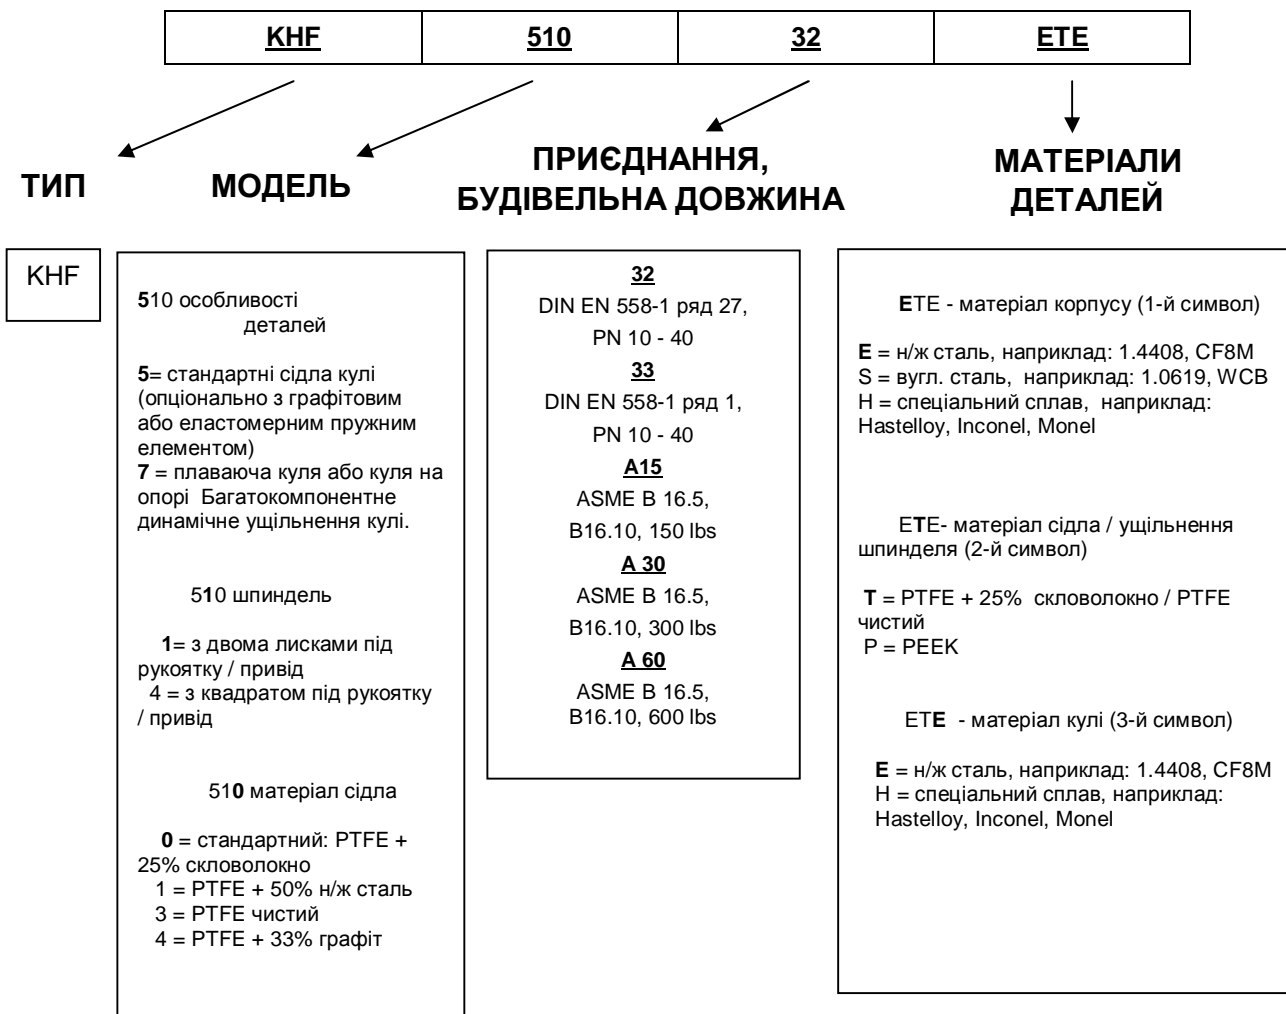 KHF 510 32 ETE
ТИП
МОДЕЛЬ
ПРИЄДНАННЯ,
БУДІВЕЛЬНА ДОВЖИНА
МАТЕРІАЛИ
ДЕТАЛЕЙ
KHF
510 особливості
деталей
5= стандартні сідла кулі
(опціонально з графітовим
або еластомерним пружним
елементом)
7 = плаваюча куля або куля на
опорі Багатокомпонентне
динамічне ущільнення кулі.
510 шпиндель
1= з двома лисками під
рукоятку / привід
4 = з квадратом під рукоятку
/ привід
510 матеріал сідла
0 = стандартний: PTFE +
25% скловолокно
1 = PTFE + 50% н/ж сталь
3 = PTFE чистий
4 = PTFE + 33% графіт
32
DIN EN 558-1 ряд 27,
PN 10 - 40
33
DIN EN 558-1 ряд 1,
PN 10 - 40
A15
ASME B 16.5,
B16.10, 150 lbs
A 30
ASME B 16.5,
B16.10, 300 lbs
A 60
ASME B 16.5,
B16.10, 600 lbs
ETE - матеріал корпусу (1-й символ)
E = н/ж сталь, наприклад: 1.4408, CF8M
S = вугл. сталь, наприклад: 1.0619, WCB
H = спеціальний сплав, наприклад:
Hastelloy, Inconel, Monel
ETE- матеріал сідла / ущільнення
шпинделя (2-й символ)
T = PTFE + 25% скловолокно / PTFE
чистий
P = PEEK
ETE - матеріал кулі (3-й символ)
E = н/ж сталь, наприклад: 1.4408, CF8M
H = спеціальний сплав, наприклад:
Hastelloy, Inconel, Monel